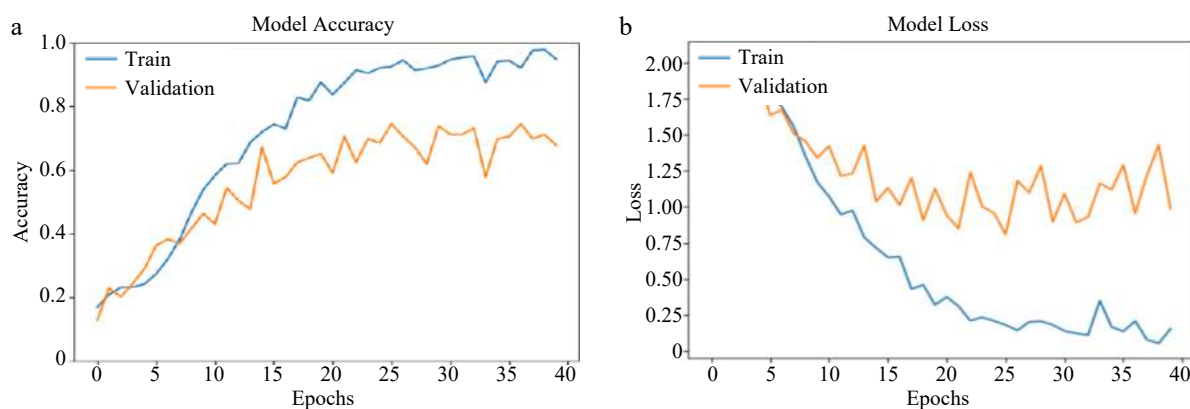 a
Model Accuracy
1.0
0.8
0.6
0.4
0.2
0
Accuracy
Train
Validation
0 5 10 15 20 25 30 35 40
Epochs
b
Model Loss
2.00
1.75
1.50
1.25
1.00
0.75
0.50
0.25
0
Loss
Train
Validation
0 5 10 15 20 25 30 35 40
Epochs